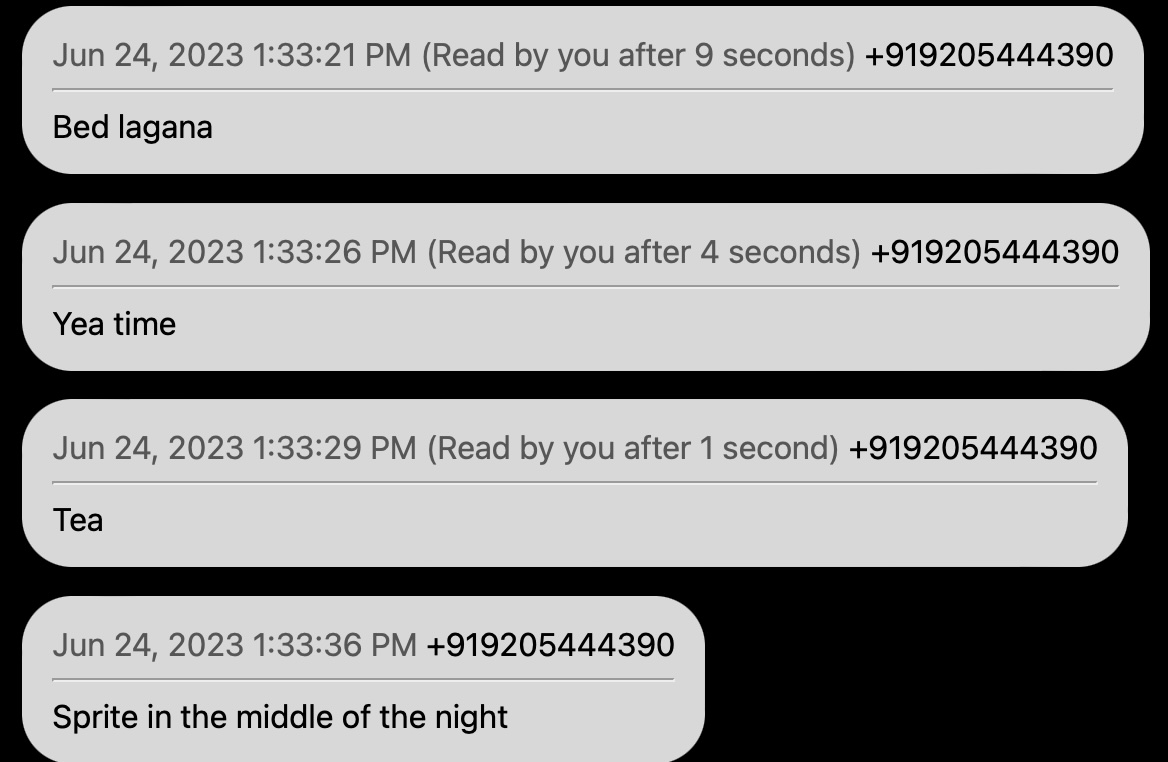 Jun 24, 2023 1:33:21 PM (Read by you after 9 seconds) +919205444390
Bed lagana
Jun 24, 2023 1:33:26 PM (Read by you after 4 seconds) +919205444390
Yea time
Jun 24, 2023 1:33:29 PM (Read by you after 1 second) +919205444390
Tea
Jun 24, 2023 1:33:36 PM +919205444390
Sprite in the middle of the night